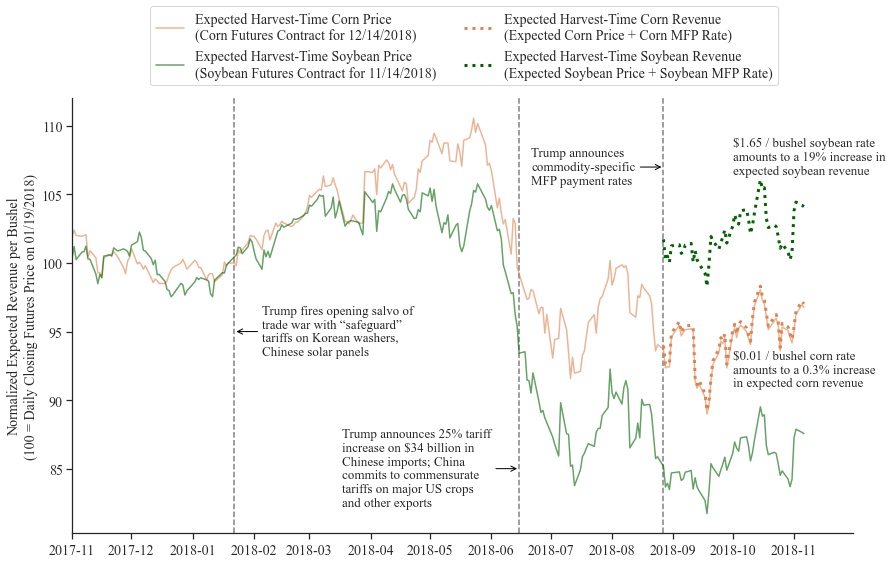 Expected Harvest-Time Corn Price
(Corn Futures Contract for 12/14/2018)
Expected Harvest-Time Soybean Price
(Soybean Futures Contract for 11/14/2018)
Expected Harvest-Time Corn Revenue
(Expected Corn Price + Corn MFP Rate)
Expected Harvest-Time Soybean Revenue
(Expected Soybean Price + Soybean MFP Rate)
Normalized Expected Revenue per Bushel
(100 = Daily Closing Futures Price on 01/19/2018)
110
105
100
95
90
85
Trump announces
commodity-specific
MFP payment rates
$1.65 / bushel soybean rate
amounts to a 19% increase in
expected soybean revenue
Trump fires opening salvo of
trade war with “safeguard”
tariffs on Korean washers,
Chinese solar panels
$0.01 / bushel corn rate
amounts to a 0.3% increase
in expected corn revenue
Trump announces 25% tariff
increase on $34 billion in
Chinese imports; China
commits to commensurate
tariffs on major US crops
and other exports
2017-11
2017-12
2018-01
2018-02
2018-03
2018-04
2018-05
2018-06
2018-07
2018-08
2018-09
2018-10
2018-11